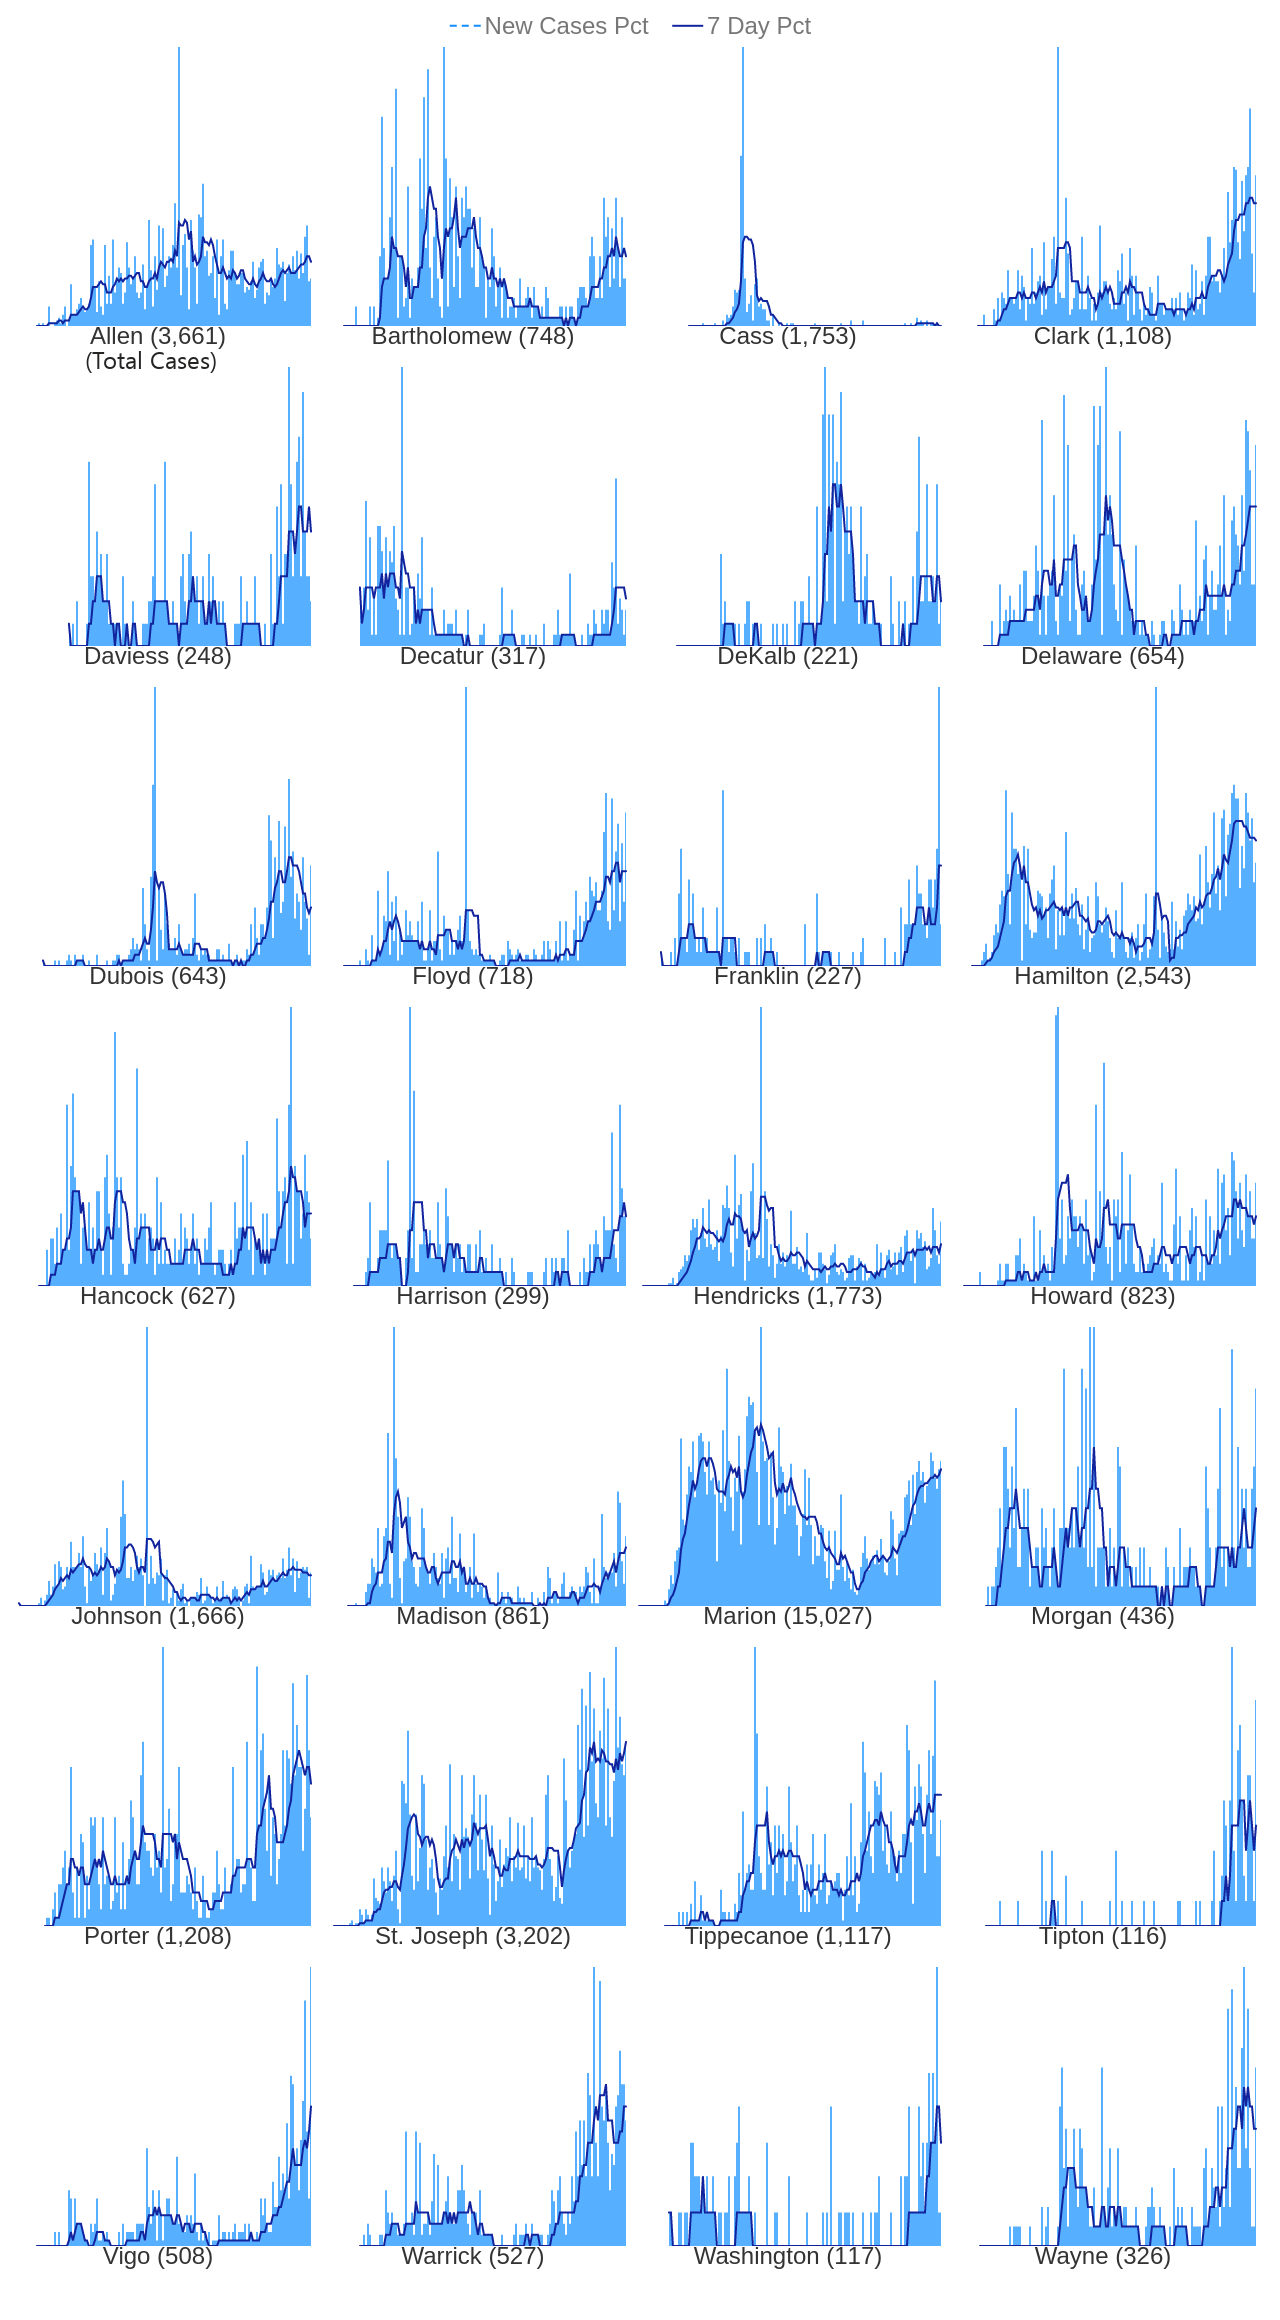 New Cases Pct 7 Day Pct
Allen (3,661) Bartholomew (748) Cass (1,753) Clark (1,108)
(Total Cases)
Daviess (248) Decatur (317) DeKalb (221) Delaware (654)
Dubois (643) Floyd (718) Franklin (227) Hamilton (2,543)
Hancock (627) Harrison (299) Hendricks (1,773) Howard (823)
Johnson (1,666) Madison (861) Marion (15,027) Morgan (436)
Porter (1,208) St. Joseph (3,202) Tippecanoe (1,117) Tipton (116)
Vigo (508) Warrick (527) Washington (117) Wayne (326)